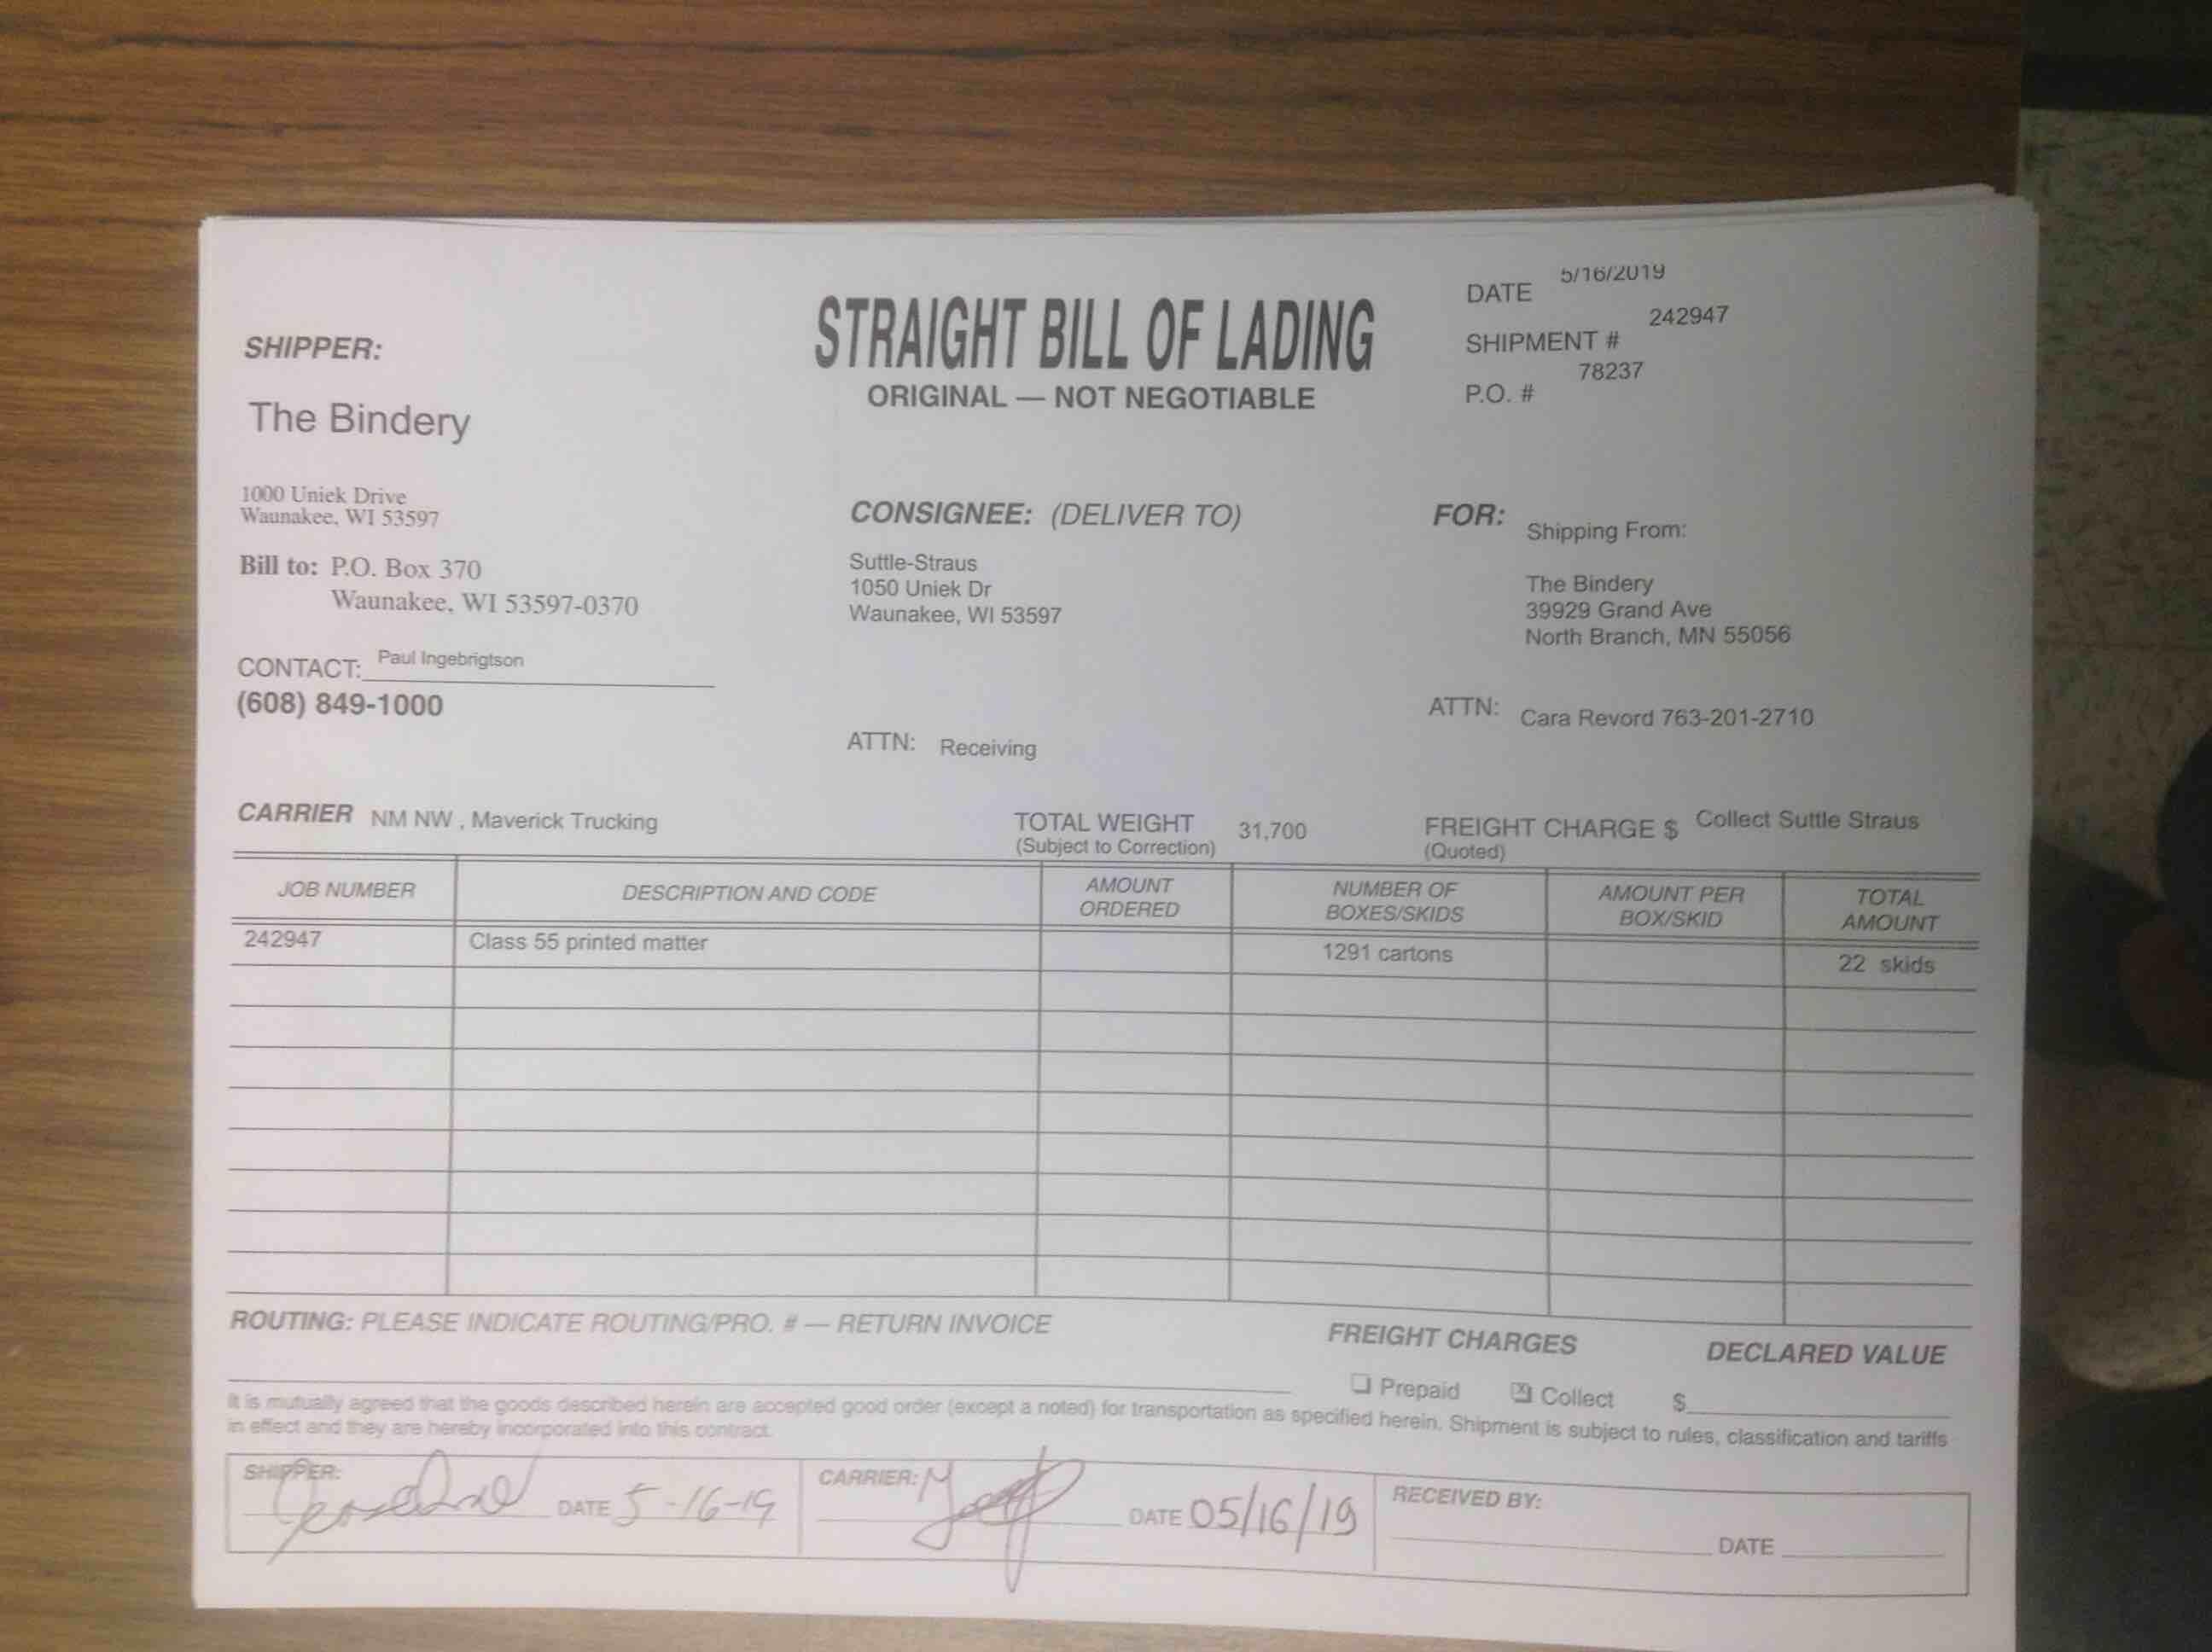 SHIPPER:
The Bindery
1000 Uniek Drive
Waunakee, WI 53597
Bill to: P.O. Box 370
Waunakee, WI 53597-0370
CONTACT: Paul Ingebrigtson
(608) 849-1000
STRAIGHT BILL OF LADING
ORIGINAL — NOT NEGOTIABLE
DATE 5/16/2019
SHIPMENT # 242947
P.O. # 78237
CONSIGNEE: (DELIVER TO)
Suttle-Straus
1050 Uniek Dr
Waunakee, WI 53597
ATTN: Receiving
FOR: Shipping From:
The Bindery
39929 Grand Ave
North Branch, MN 55056
ATTN: Cara Revord 763-201-2710
CARRIER NM NW , Maverick Trucking
TOTAL WEIGHT 31,700
(Subject to Correction)
FREIGHT CHARGE $ Collect Suttle Straus
(Quoted)
JOB NUMBER DESCRIPTION AND CODE AMOUNT ORDERED NUMBER OF BOXES/SKIDS AMOUNT PER BOX/SKID TOTAL AMOUNT
242947 Class 55 printed matter 1291 cartons 22 skids
ROUTING: PLEASE INDICATE ROUTING/PRO. # — RETURN INVOICE
FREIGHT CHARGES DECLARED VALUE
Prepaid Collect $
It is mutually agreed that the goods described herein are accepted good order (except a noted) for transportation as specified herein. Shipment is subject to rules, classification and tariffs
in effect and they are hereby incorporated into this contract.
SHIPPER: DATE 5-16-19
CARRIER: DATE 05/16/19
RECEIVED BY: DATE